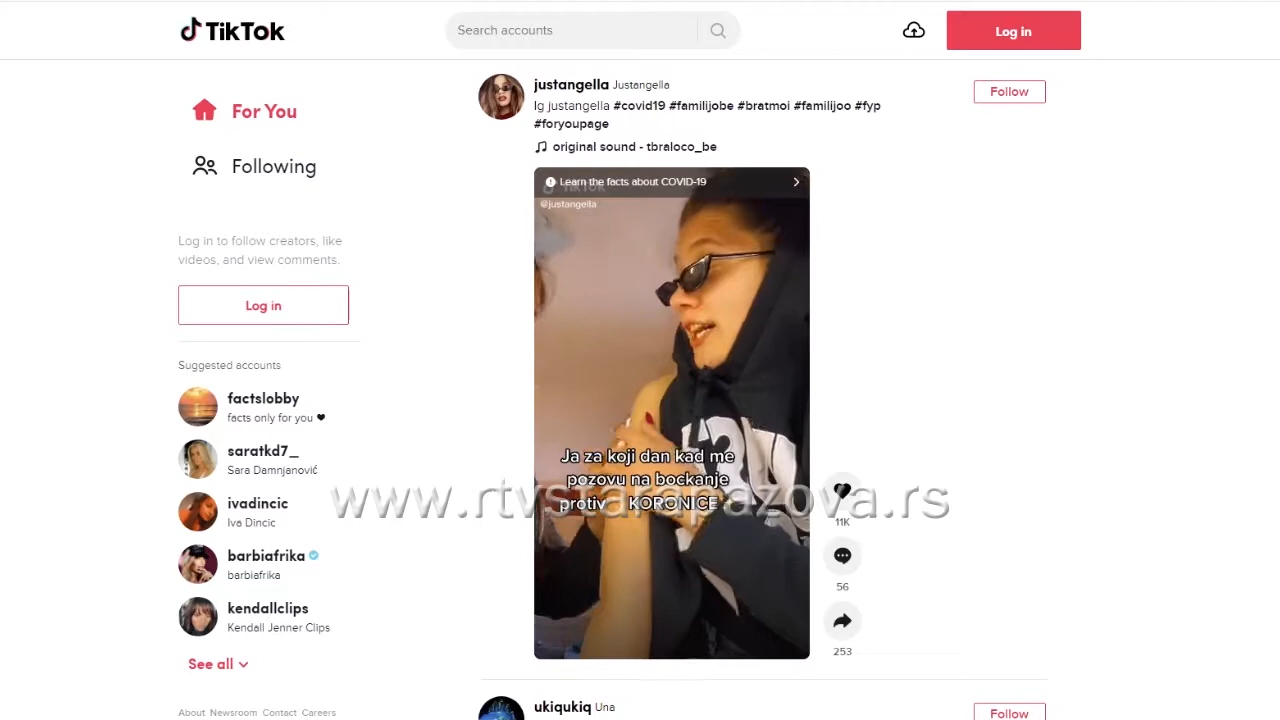 TikTok
Search accounts
Log in
For You
Following
Log in to follow creators, like
videos, and view comments.
Log in
Suggested accounts
factslobby
facts only for you ♥
saratkd7_
Sara Damnjanović
ivadincic
Iva Dincic
barbiafrika
barbiafrika
kendallclips
Kendall Jenner Clips
See all
About Newsroom Contact Careers
justangella Justangella
Follow
Ig justangella #covid19 #familijobe #bratmoi #familijoo #fyp
#foryoupage
original sound - tbraloco_be
Learn the facts about COVID-19
TikTok
@justangella
Ja za koji dan kad me
pozovu na bockanje
protiv KORONICE
www.rtvstarapazova.rs
11K
56
253
ukiqukiq Una
Follow